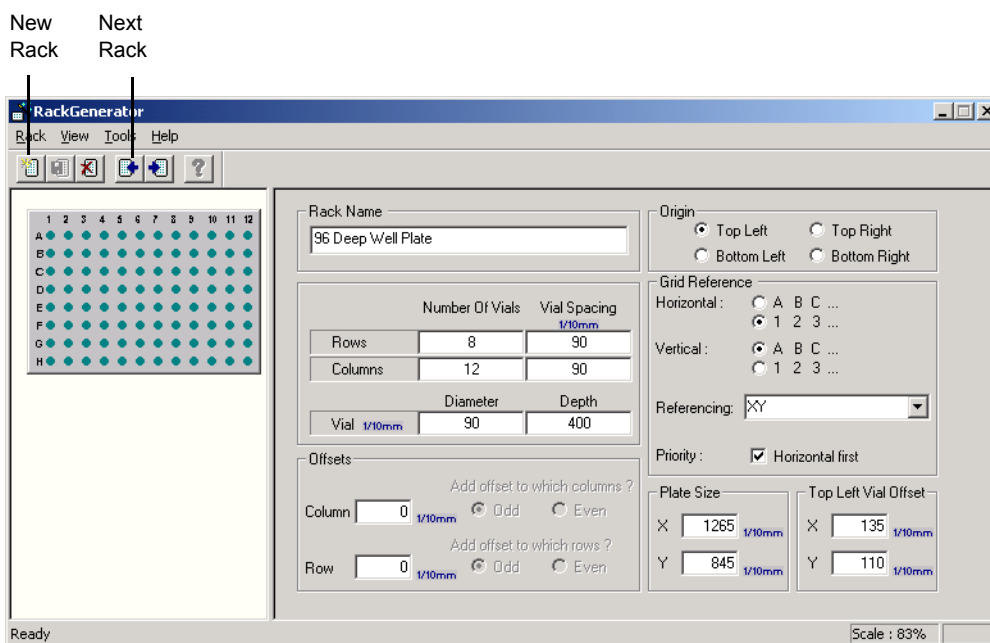 New Next
Rack Rack
RackGenerator
Rack View Tools Help
1 2 3 4 5 6 7 8 9 10 11 12
A
B
C
D
E
F
G
H
Rack Name
96 Deep Well Plate
Number Of Vials Vial Spacing
1/10mm
Rows 8 90
Columns 12 90
Diameter Depth
Vial 1/10mm 90 400
Offsets
Add offset to which columns ?
Column 0 1/10mm Odd Even
Add offset to which rows ?
Row 0 1/10mm Odd Even
Origin
Top Left Top Right
Bottom Left Bottom Right
Grid Reference
Horizontal : A B C ...
1 2 3 ...
Vertical : A B C ...
1 2 3 ...
Referencing: XY
Priority : Horizontal first
Plate Size
X 1265 1/10mm
Y 845 1/10mm
Top Left Vial Offset
X 135 1/10mm
Y 110 1/10mm
Ready Scale : 83%